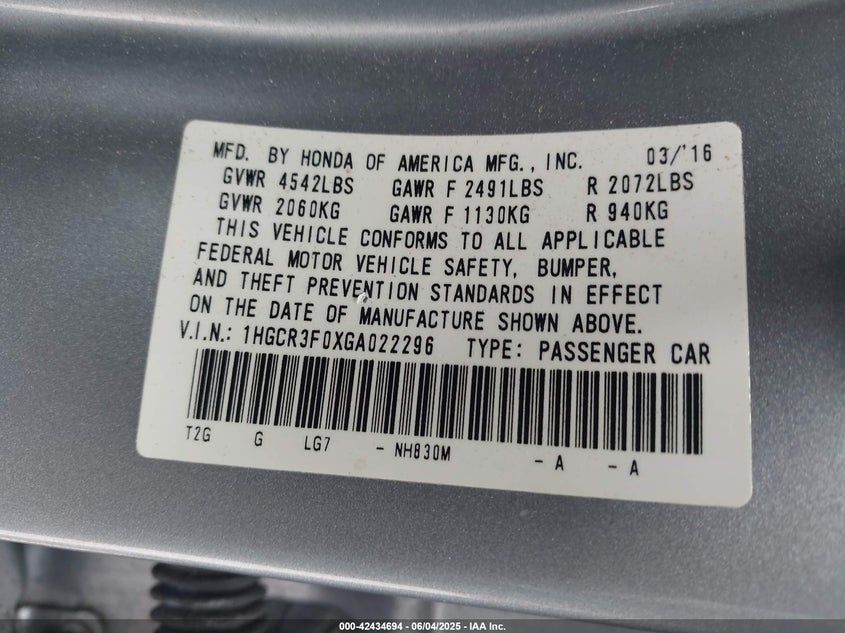 MFD. BY HONDA OF AMERICA MFG., INC. 03/'16
GVWR 4542LBS GAWR F 2491LBS R 2072LBS
GVWR 2060KG GAWR F 1130KG R 940KG
THIS VEHICLE CONFORMS TO ALL APPLICABLE
FEDERAL MOTOR VEHICLE SAFETY, BUMPER,
AND THEFT PREVENTION STANDARDS IN EFFECT
ON THE DATE OF MANUFACTURE SHOWN ABOVE.
V.I.N.: 1HGCR3F0XGA022296 TYPE: PASSENGER CAR
T2G G LG7 - NH830M - A - A
000-42434694 - 06/04/2025 - IAA Inc.